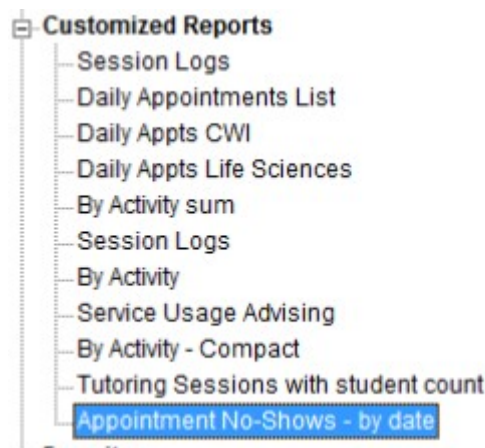 Customized Reports
Session Logs
Daily Appointments List
Daily Appts CWI
Daily Appts Life Sciences
By Activity sum
Session Logs
By Activity
Service Usage Advising
By Activity - Compact
Tutoring Sessions with student count
Appointment No-Shows - by date